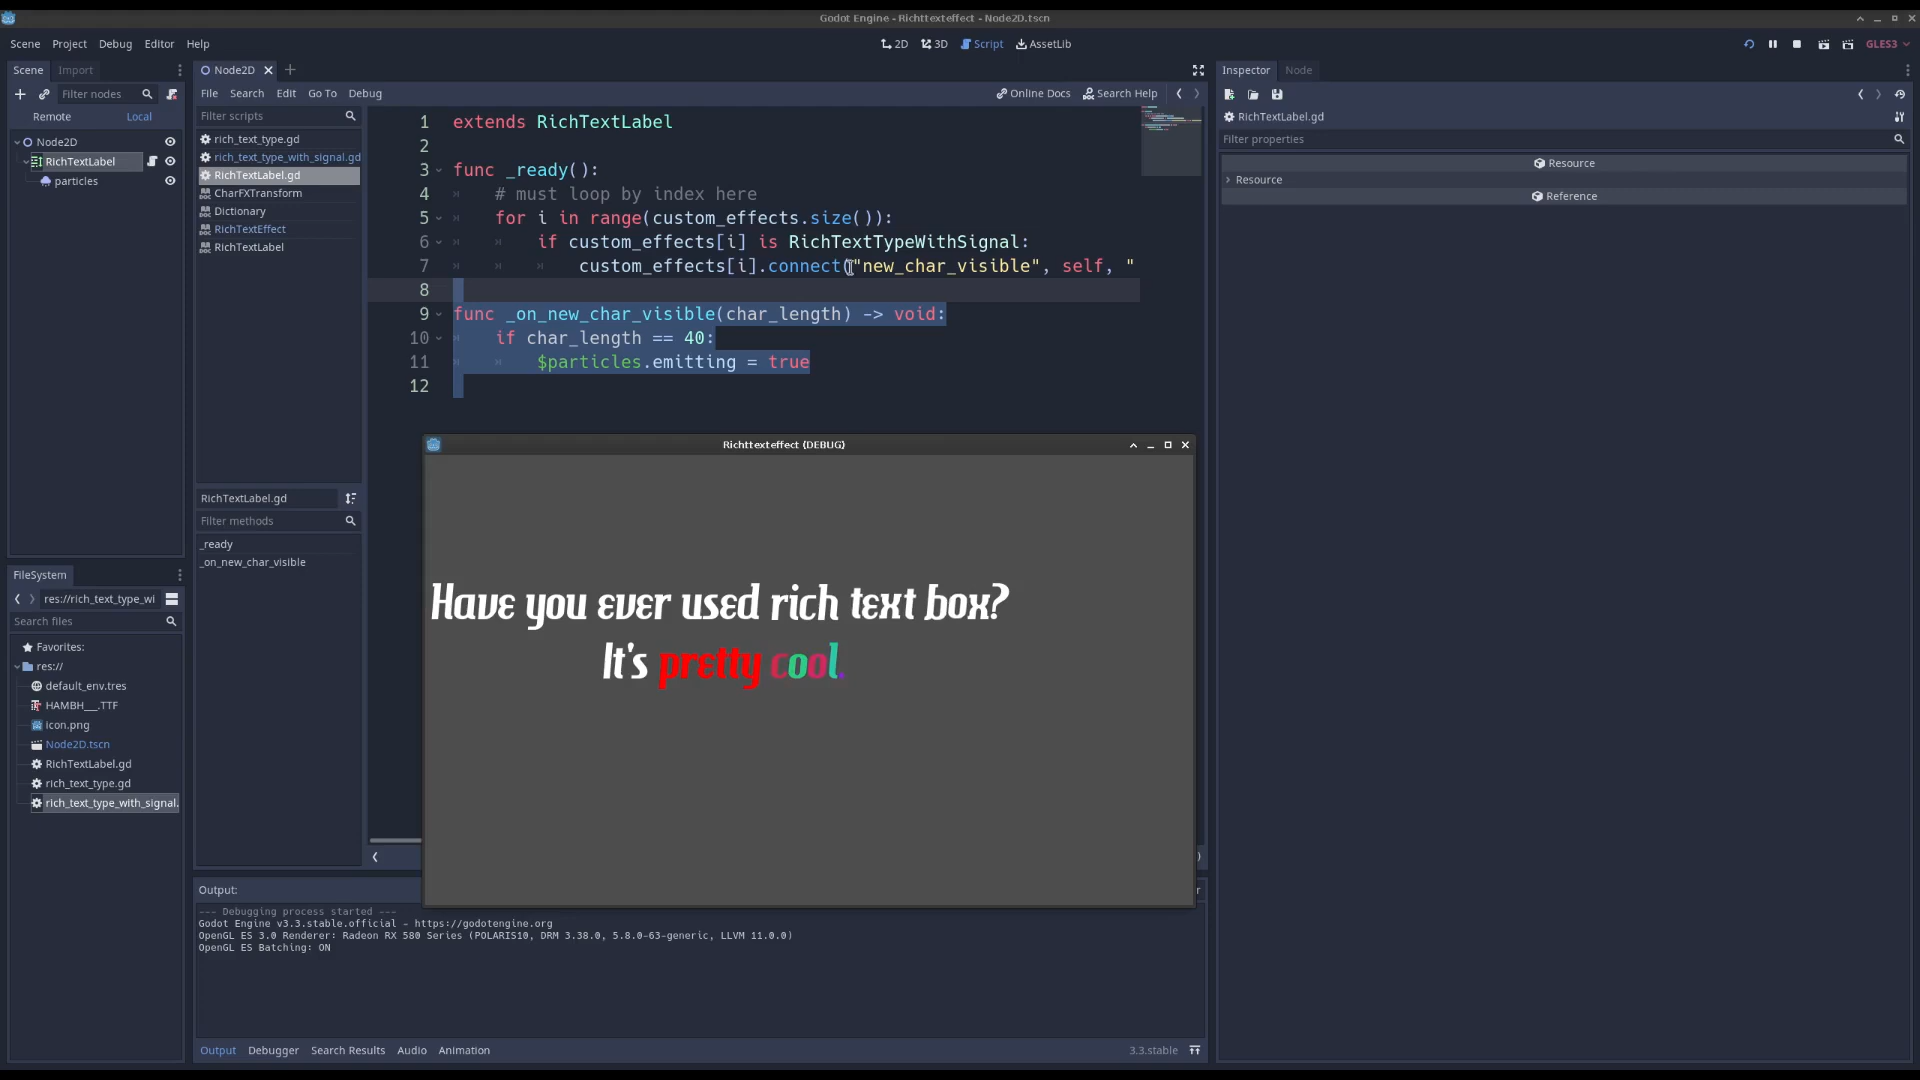 Godot Engine - Richttexteffect - Node2D.tscn
Scene Project Debug Editor Help
2D 3D Script AssetLib
GLES3
Scene Import
Filter nodes
Remote Local
Node2D
RichTextLabel
particles
Node2D
File Search Edit Go To Debug
Online Docs Search Help
Filter scripts
rich_text_type.gd
rich_text_type_with_signal.gd
RichTextLabel.gd
CharFXTransform
Dictionary
RichTextEffect
RichTextLabel
RichTextLabel.gd
Filter methods
_ready
_on_new_char_visible
1 extends RichTextLabel
2
3 func _ready():
4 # must loop by index here
5 for i in range(custom_effects.size()):
6 if custom_effects[i] is RichTextTypeWithSignal:
7 custom_effects[i].connect("new_char_visible", self, "
8
9 func _on_new_char_visible(char_length) -> void:
10 if char_length == 40:
11 $particles.emitting = true
12
Richttexteffect (DEBUG)
Have you ever used rich text box?
It's pretty cool.
FileSystem
res://rich_text_type_wi
Search files
Favorites:
res://
default_env.tres
HAMBH___.TTF
icon.png
Node2D.tscn
RichTextLabel.gd
rich_text_type.gd
rich_text_type_with_signal.
Output:
--- Debugging process started ---
Godot Engine v3.3.stable.official - https://godotengine.org
OpenGL ES 3.0 Renderer: Radeon RX 580 Series (POLARIS10, DRM 3.38.0, 5.8.0-63-generic, LLVM 11.0.0)
OpenGL ES Batching: ON
Output Debugger Search Results Audio Animation
3.3.stable
Inspector Node
RichTextLabel.gd
Filter properties
Resource
Resource
Reference